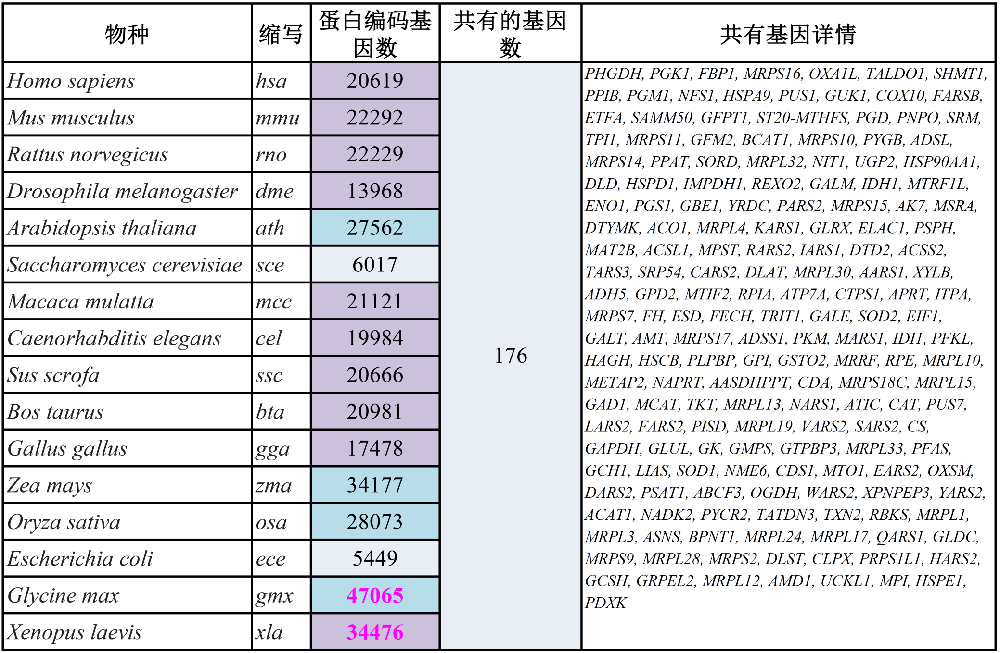 物种 缩写 蛋白编码基因数 共有的基因数 共有基因详情
Homo sapiens hsa 20619
Mus musculus mmu 22292
Rattus norvegicus rno 22229
Drosophila melanogaster dme 13968
Arabidopsis thaliana ath 27562
Saccharomyces cerevisiae sce 6017
Macaca mulatta mcc 21121
Caenorhabditis elegans cel 19984
Sus scrofa ssc 20666
Bos taurus bta 20981
Gallus gallus gga 17478
Zea mays zma 34177
Oryza sativa osa 28073
Escherichia coli ece 5449
Glycine max gmx 47065
Xenopus laevis xla 34476
176
PHGDH, PGK1, FBP1, MRPS16, OXA1L, TALDO1, SHMT1,
PPIB, PGM1, NFS1, HSPA9, PUS1, GUK1, COX10, FARSB,
ETFA, SAMM50, GFPT1, ST20-MTHFS, PGD, PNPO, SRM,
TPI1, MRPS11, GFM2, BCAT1, MRPS10, PYGB, ADSL,
MRPS14, PPAT, SORD, MRPL32, NIT1, UGP2, HSP90AA1,
DLD, HSPD1, IMPDH1, REXO2, GALM, IDH1, MTRF1L,
ENO1, PGS1, GBE1, YRDC, PARS2, MRPS15, AK7, MSRA,
DTYMK, ACO1, MRPL4, KARS1, GLRX, ELAC1, PSPH,
MAT2B, ACSL1, MPST, RARS2, IARS1, DTD2, ACSS2,
TARS3, SRP54, CARS2, DLAT, MRPL30, AARS1, XYLB,
ADH5, GPD2, MTIF2, RPIA, ATP7A, CTPS1, APRT, ITPA,
MRPS7, FH, ESD, FECH, TRIT1, GALE, SOD2, EIF1,
GALT, AMT, MRPS17, ADSS1, PKM, MARS1, IDI1, PFKL,
HAGH, HSCB, PLPBP, GPI, GSTO2, MRRF, RPE, MRPL10,
METAP2, NAPRT, AASDHPPT, CDA, MRPS18C, MRPL15,
GAD1, MCAT, TKT, MRPL13, NARS1, ATIC, CAT, PUS7,
LARS2, FARS2, PISD, MRPL19, VARS2, SARS2, CS,
GAPDH, GLUL, GK, GMPS, GTPBP3, MRPL33, PFAS,
GCH1, LIAS, SOD1, NME6, CDS1, MTO1, EARS2, OXSM,
DARS2, PSAT1, ABCF3, OGDH, WARS2, XPNPEP3, YARS2,
ACAT1, NADK2, PYCR2, TATDN3, TXN2, RBKS, MRPL1,
MRPL3, ASNS, BPNT1, MRPL24, MRPL17, QARS1, GLDC,
MRPS9, MRPL28, MRPS2, DLST, CLPX, PRPS1L1, HARS2,
GCSH, GRPEL2, MRPL12, AMD1, UCKL1, MPI, HSPE1,
PDXK